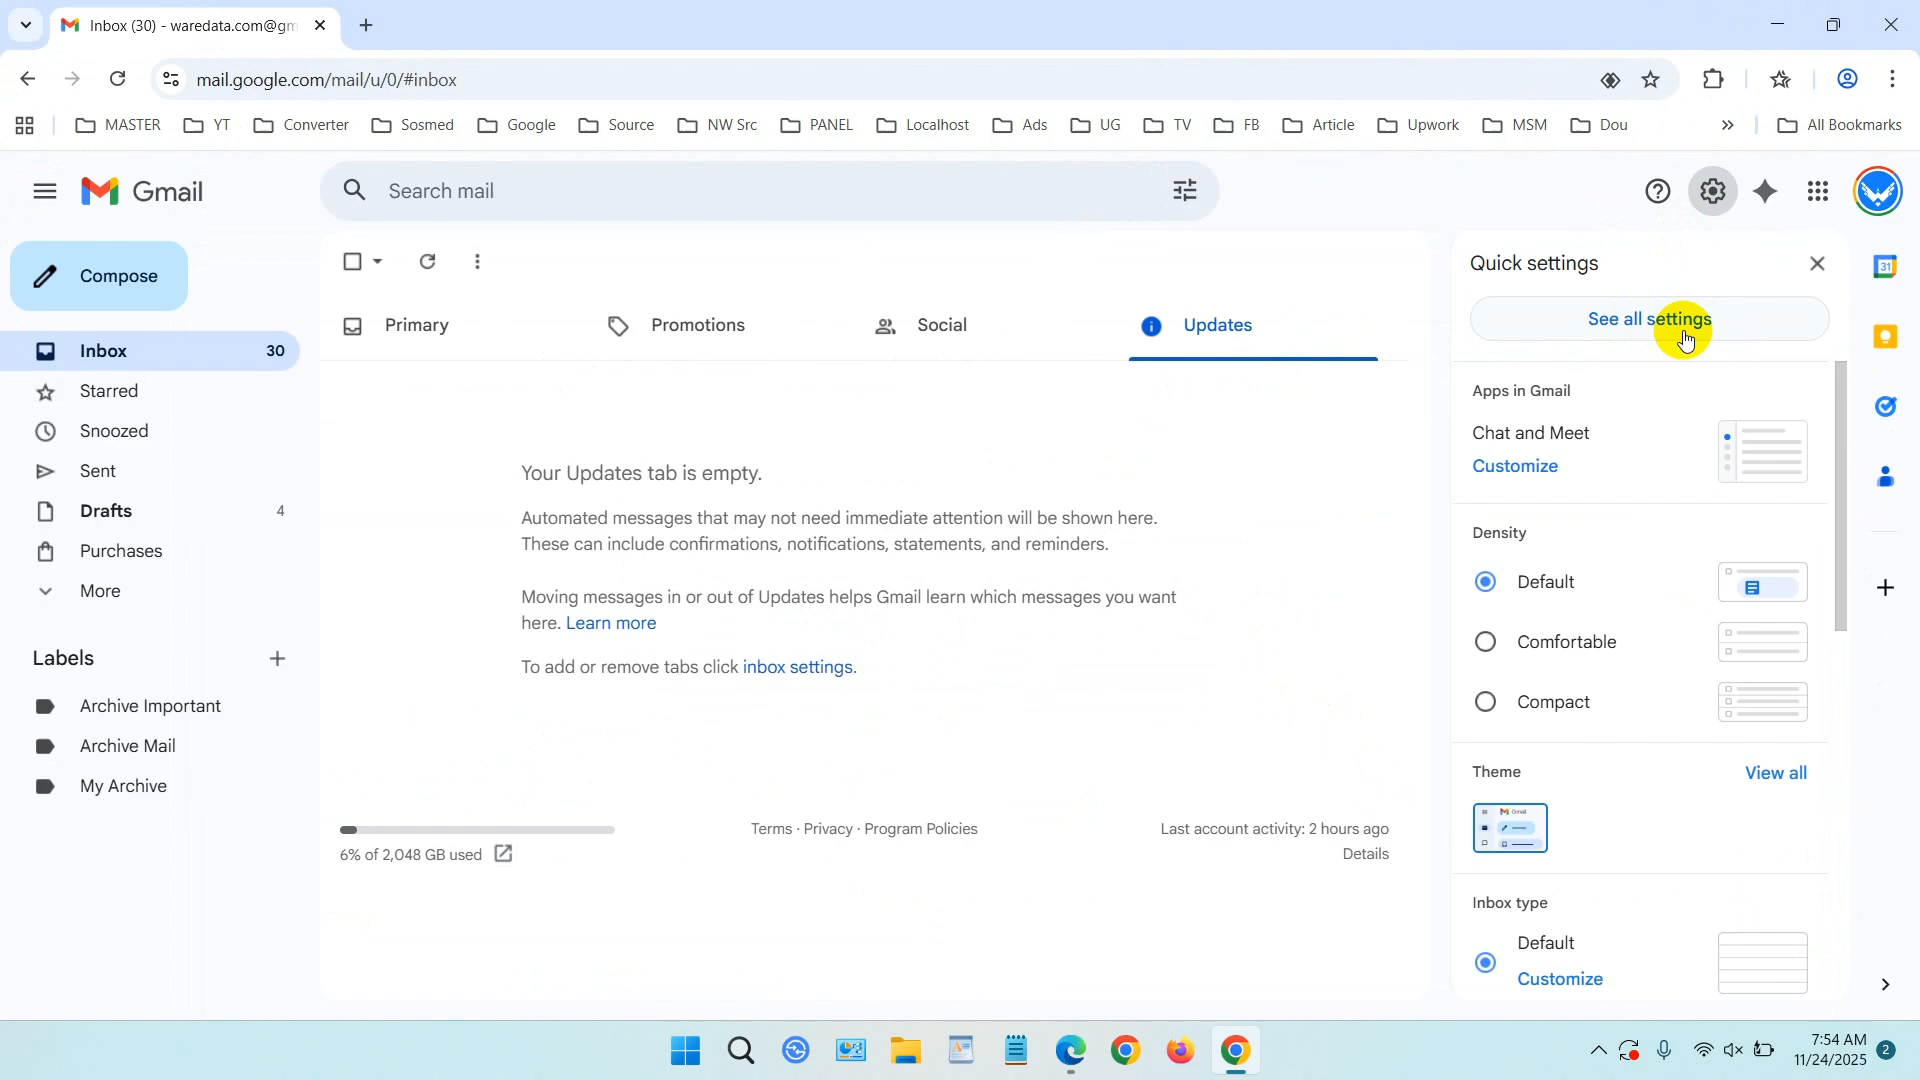 Inbox (30) - waredata.com@gm
mail.google.com/mail/u/0/#inbox
MASTER YT Converter Sosmed Google Source NW Src PANEL Localhost Ads UG TV FB Article Upwork MSM Dou » All Bookmarks
Gmail
Search mail
Compose
Inbox 30
Starred
Snoozed
Sent
Drafts 4
Purchases
More
Labels
Archive Important
Archive Mail
My Archive
Primary Promotions Social Updates
Your Updates tab is empty.
Automated messages that may not need immediate attention will be shown here.
These can include confirmations, notifications, statements, and reminders.
Moving messages in or out of Updates helps Gmail learn which messages you want
here. Learn more
To add or remove tabs click inbox settings.
6% of 2,048 GB used
Terms · Privacy · Program Policies
Last account activity: 2 hours ago
Details
Quick settings
See all settings
Apps in Gmail
Chat and Meet
Customize
Density
Default
Comfortable
Compact
Theme View all
Gmail
Inbox type
Default
Customize
31
7:54 AM
11/24/2025
2